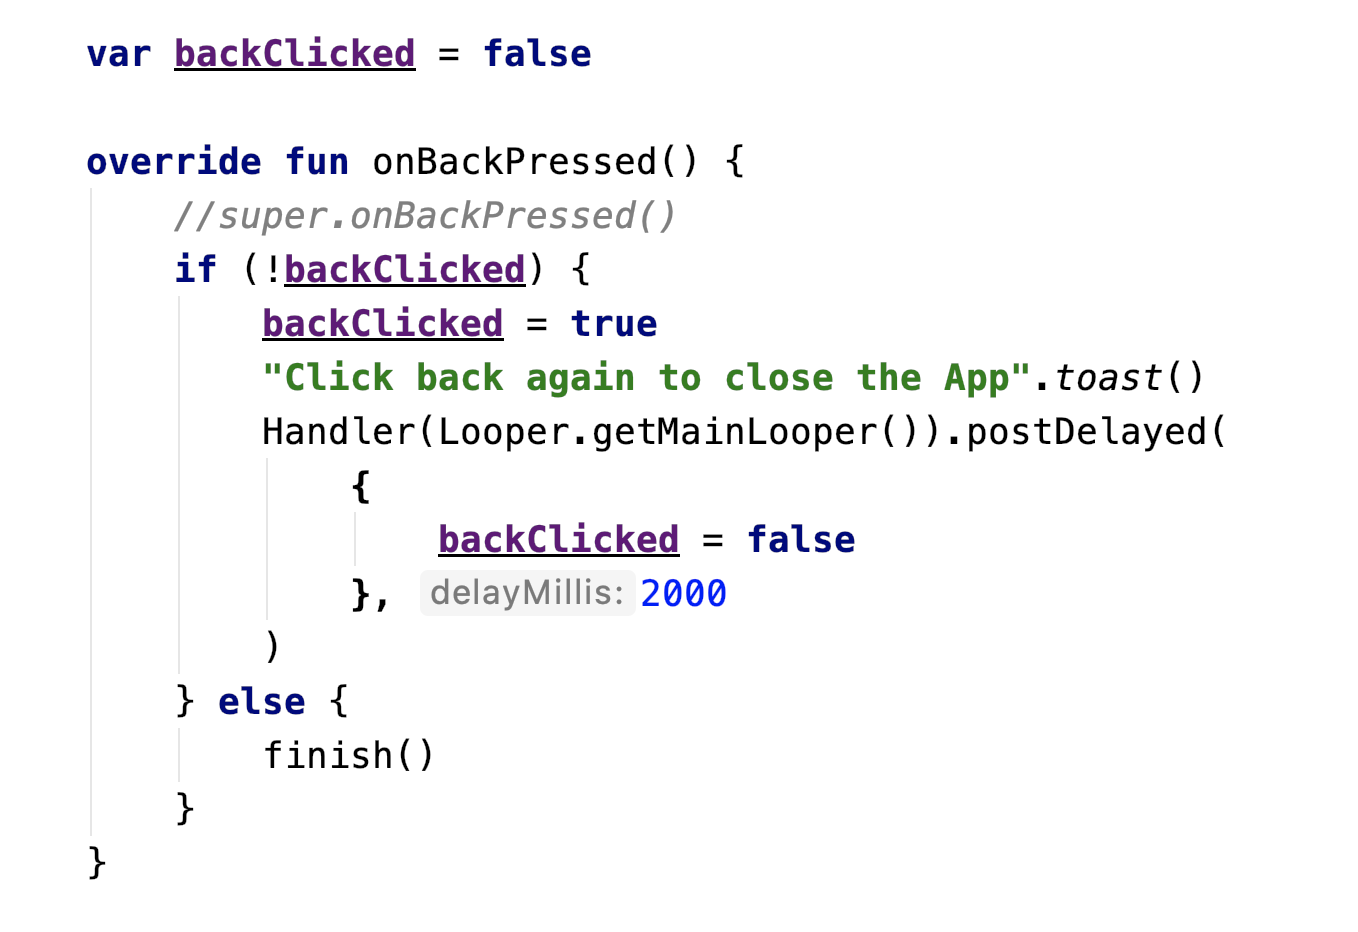 var backClicked = false
override fun onBackPressed() {
//super.onBackPressed()
if (!backClicked) {
backClicked = true
"Click back again to close the App".toast()
Handler(Looper.getMainLooper()).postDelayed(
{
backClicked = false
}, delayMillis: 2000
)
} else {
finish()
}
}